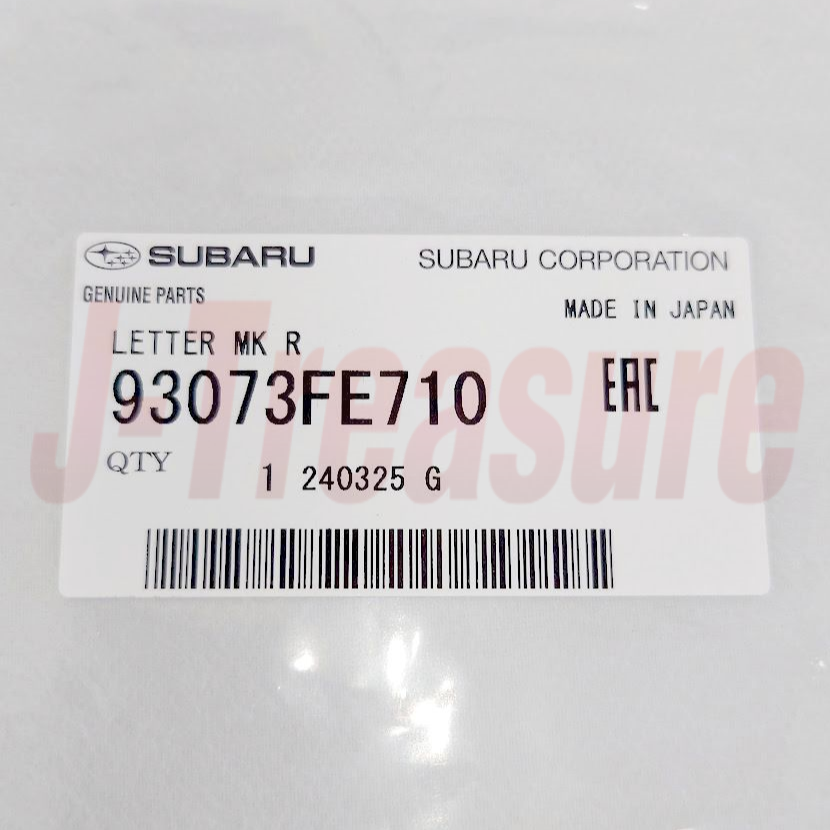 SUBARU SUBARU CORPORATION
GENUINE PARTS MADE IN JAPAN
LETTER MK R
93073FE710 EAC
QTY 1 240325 G
J-Treasure